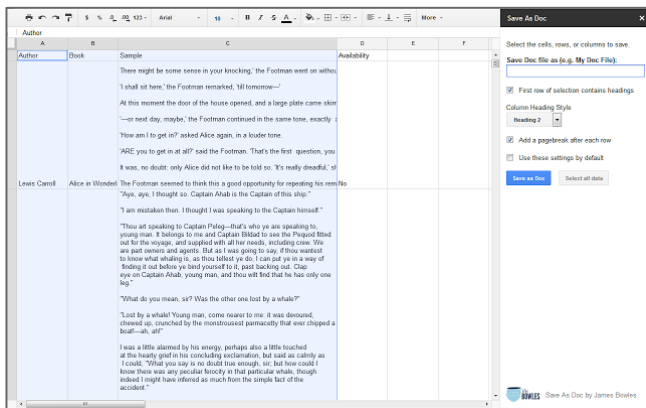 $ % .0 .00 123 - Arial - 10 - B I S A More -
Author
A B C D E F
Author Book Sample Availability
There might be some sense in your knocking,' the Footman went on withou
'I shall sit here,' the Footman remarked, 'till tomorrow—'
At this moment the door of the house opened, and a large plate came skim
'—or next day, maybe,' the Footman continued in the same tone, exactly
'How am I to get in?' asked Alice again, in a louder tone.
'ARE you to get in at all?' said the Footman. 'That's the first question, you
It was, no doubt: only Alice did not like to be told so. 'It's really dreadful,' sh
Lewis Carroll Alice in Wonderl The Footman seemed to think this a good opportunity for repeating his rem No
"Aye, aye, I thought so. Captain Ahab is the Captain of this ship."
"I am mistaken then. I thought I was speaking to the Captain himself."
"Thou art speaking to Captain Peleg—that's who ye are speaking to,
young man. It belongs to me and Captain Bildad to see the Pequod fitted
out for the voyage, and supplied with all her needs, including crew. We
are part owners and agents. But as I was going to say, if thou wantest
to know what whaling is, as thou tellest ye do, I can put ye in a way of
finding it out before ye bind yourself to it, past backing out. Clap
eye on Captain Ahab, young man, and thou wilt find that he has only one
leg."
"What do you mean, sir? Was the other one lost by a whale?"
"Lost by a whale! Young man, come nearer to me: it was devoured,
chewed up, crunched by the monstrousest parmacetty that ever chipped a
boat!—ah, ah!"
I was a little alarmed by his energy, perhaps also a little touched
at the hearty grief in his concluding exclamation, but said as calmly as
I could, "What you say is no doubt true enough, sir; but how could I
know there was any peculiar ferocity in that particular whale, though
indeed I might have inferred as much from the simple fact of the
accident."
Save As Doc x
Select the cells, rows, or columns to save.
Save Doc file as (e.g. My Doc File):
First row of selection contains headings
Column Heading Style
Heading 2
Add a pagebreak after each row
Use these settings by default
Save as Doc Select all data
BOWLES Save As Doc by James Bowles